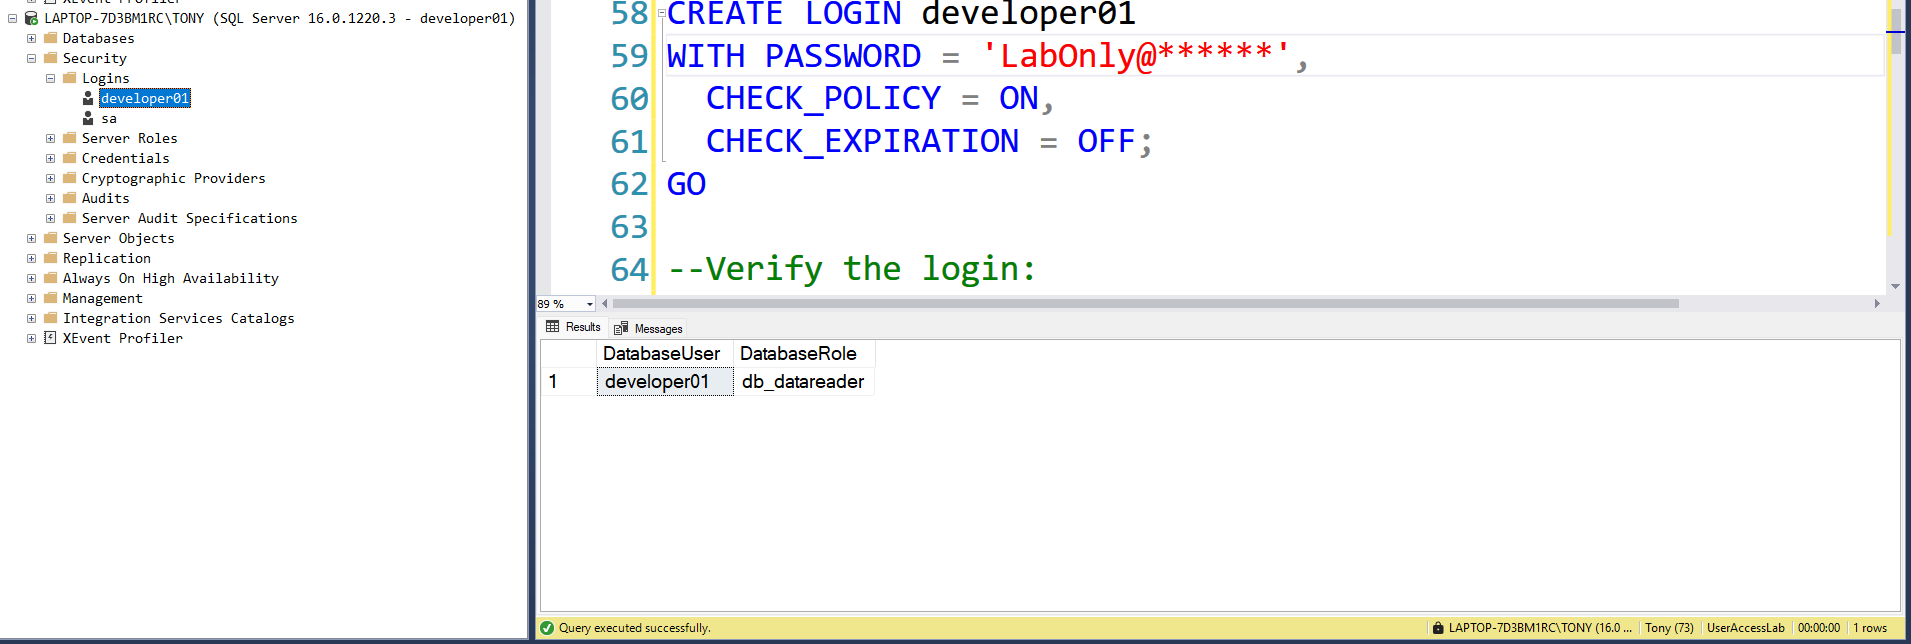 XEvent Profiler
LAPTOP-7D3BM1RC\TONY (SQL Server 16.0.1220.3 - developer01)
Databases
Security
Logins
developer01
sa
Server Roles
Credentials
Cryptographic Providers
Audits
Server Audit Specifications
Server Objects
Replication
Always On High Availability
Management
Integration Services Catalogs
XEvent Profiler
58 CREATE LOGIN developer01
59 WITH PASSWORD = 'LabOnly@******',
60 CHECK_POLICY = ON,
61 CHECK_EXPIRATION = OFF;
62 GO
63
64 --Verify the login:
89 %
Results Messages
DatabaseUser DatabaseRole
1 developer01 db_datareader
Query executed successfully. LAPTOP-7D3BM1RC\TONY (16.0 ... Tony (73) UserAccessLab 00:00:00 1 rows